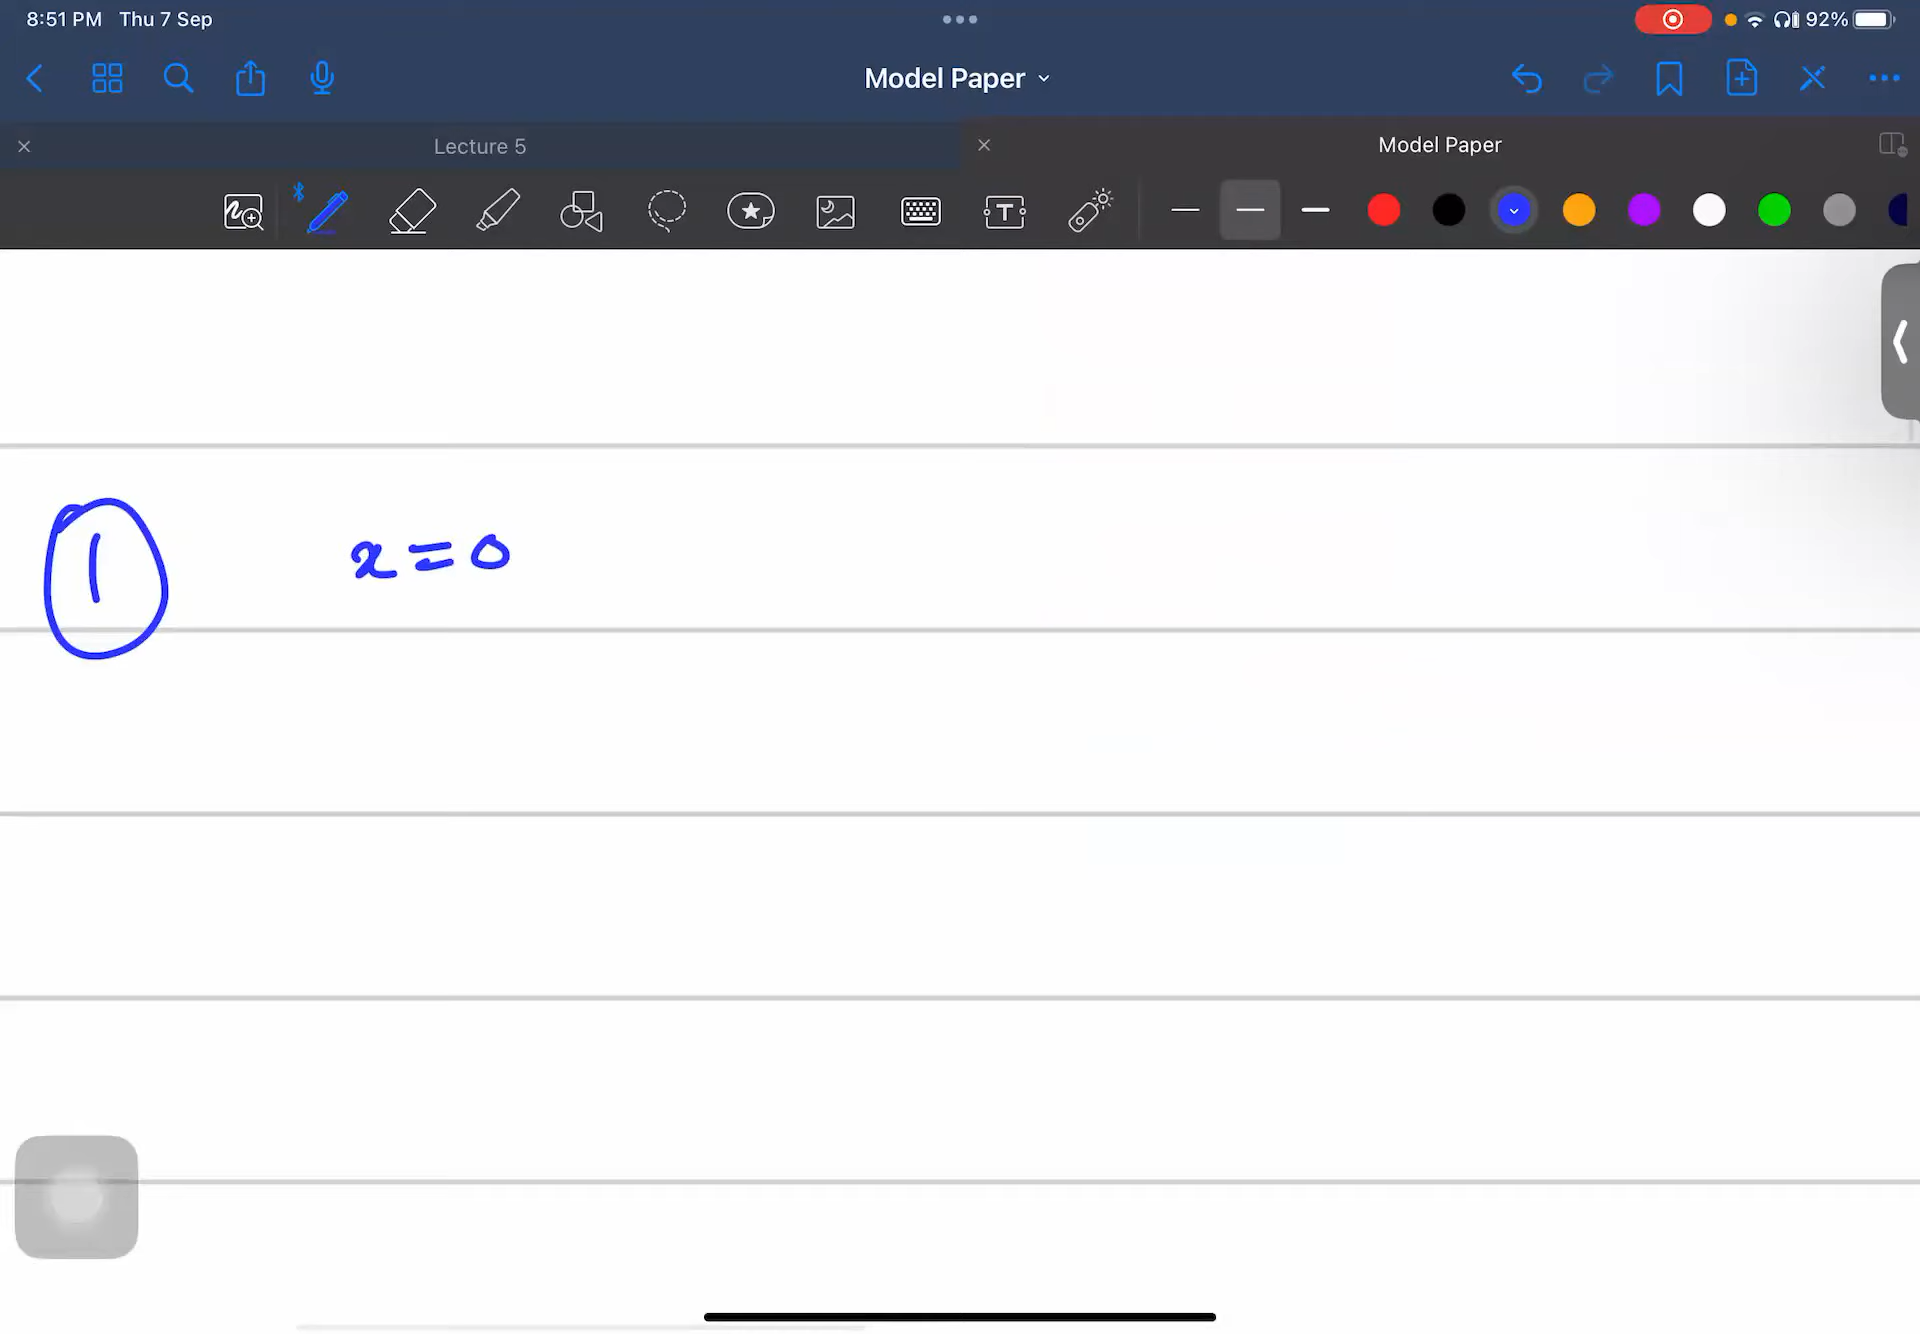 8:51 PM Thu 7 Sep
92%
Model Paper
Lecture 5
Model Paper
T
1 x=0